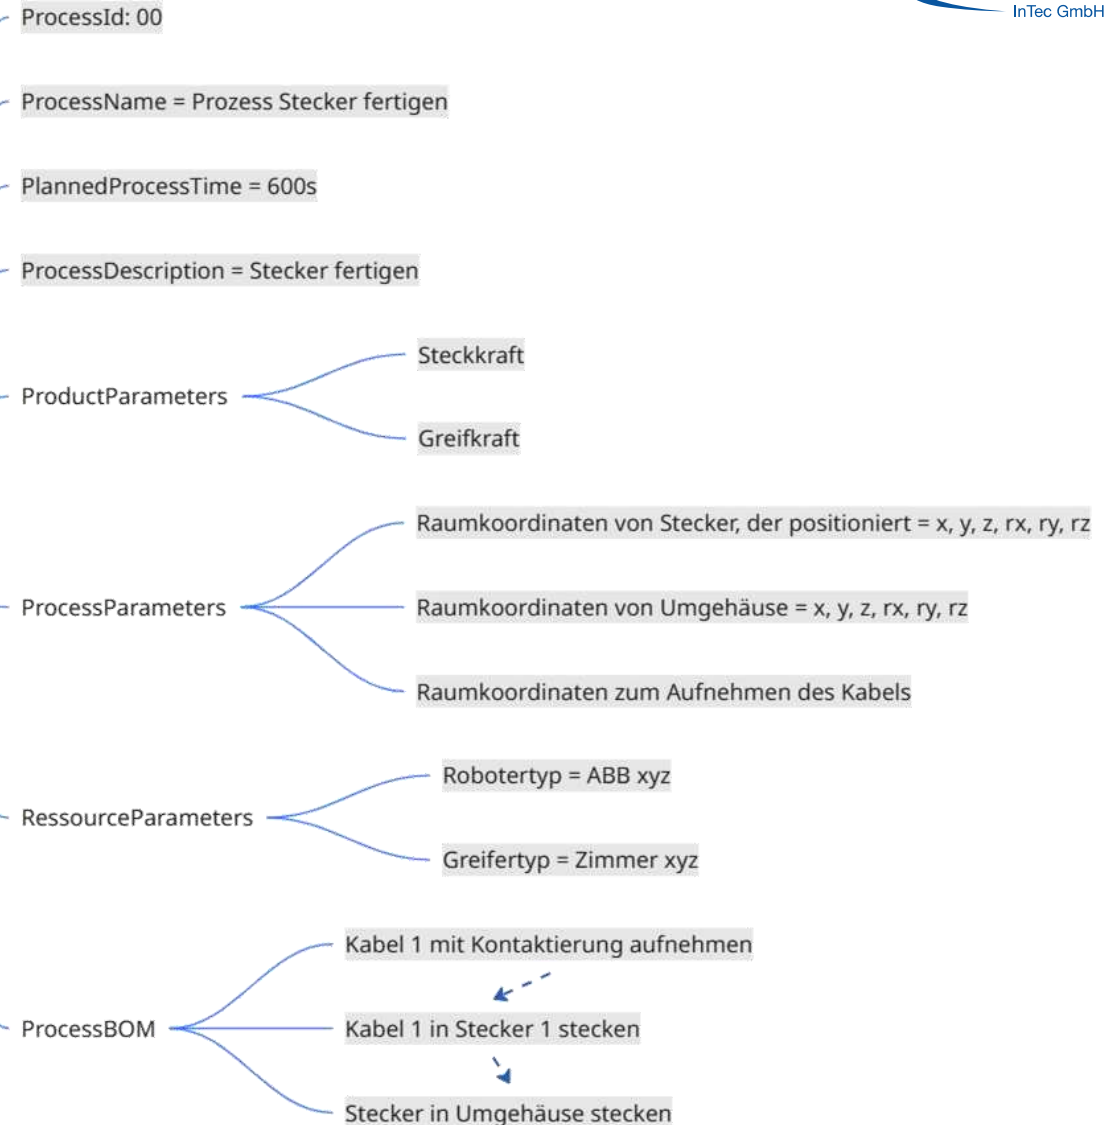 InTec GmbH
ProcessId: 00
ProcessName = Prozess Stecker fertigen
PlannedProcessTime = 600s
ProcessDescription = Stecker fertigen
ProductParameters
Steckkraft
Greifkraft
ProcessParameters
Raumkoordinaten von Stecker, der positioniert = x, y, z, rx, ry, rz
Raumkoordinaten von Umgehäuse = x, y, z, rx, ry, rz
Raumkoordinaten zum Aufnehmen des Kabels
RessourceParameters
Robotertyp = ABB xyz
Greifertyp = Zimmer xyz
ProcessBOM
Kabel 1 mit Kontaktierung aufnehmen
Kabel 1 in Stecker 1 stecken
Stecker in Umgehäuse stecken